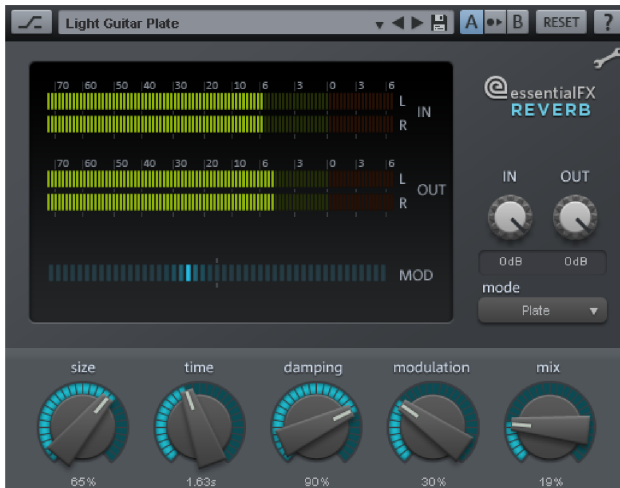 Light Guitar Plate A B RESET ?
essentialFX
REVERB
70 60 50 40 30 20 10 6 3 0 3 6
L
IN
R
70 60 50 40 30 20 10 6 3 0 3 6
L
OUT
R
MOD
IN OUT
0dB 0dB
mode
Plate
size time damping modulation mix
65% 1.63s 90% 30% 19%